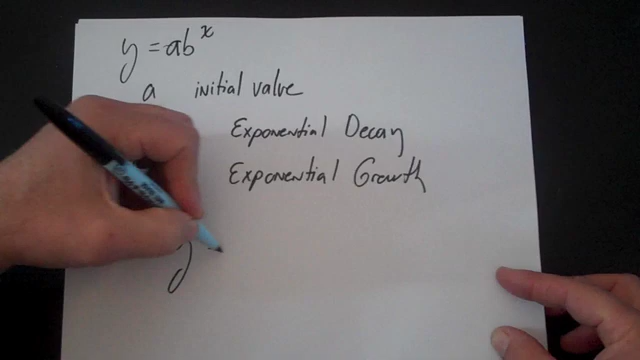 y = ab^x
a initial value
Exponential Decay
Exponential Growth
y